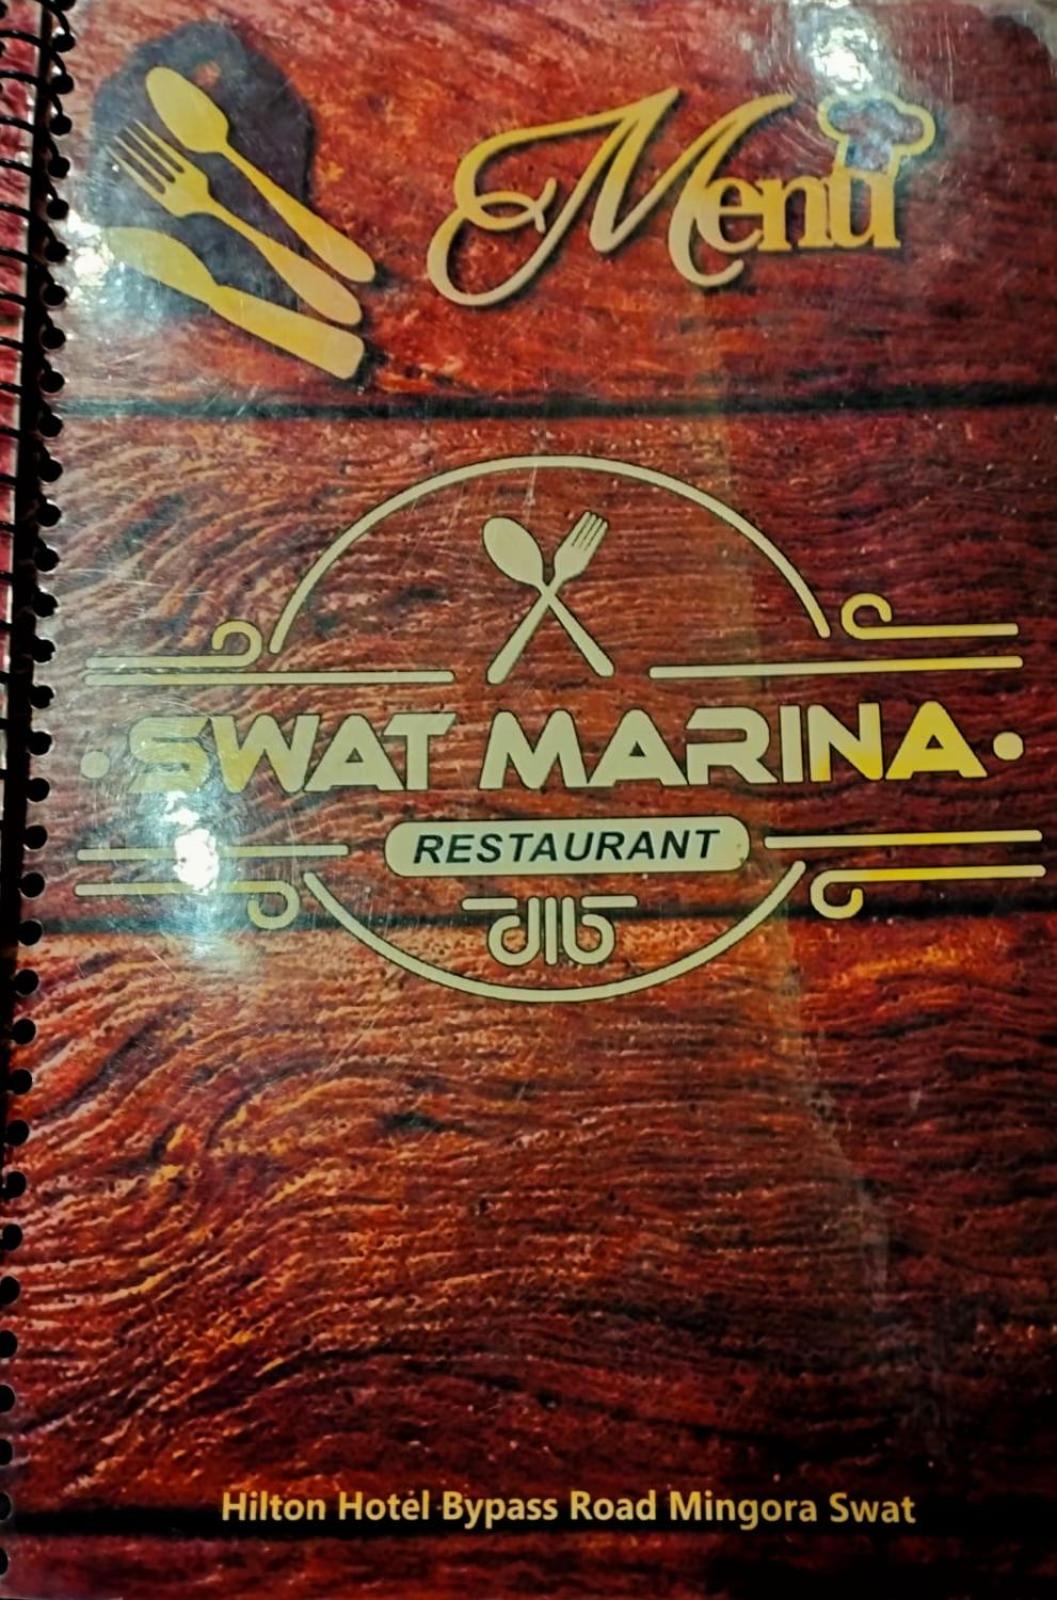 Menu
SWAT MARINA
RESTAURANT
Hilton Hotel Bypass Road Mingora Swat